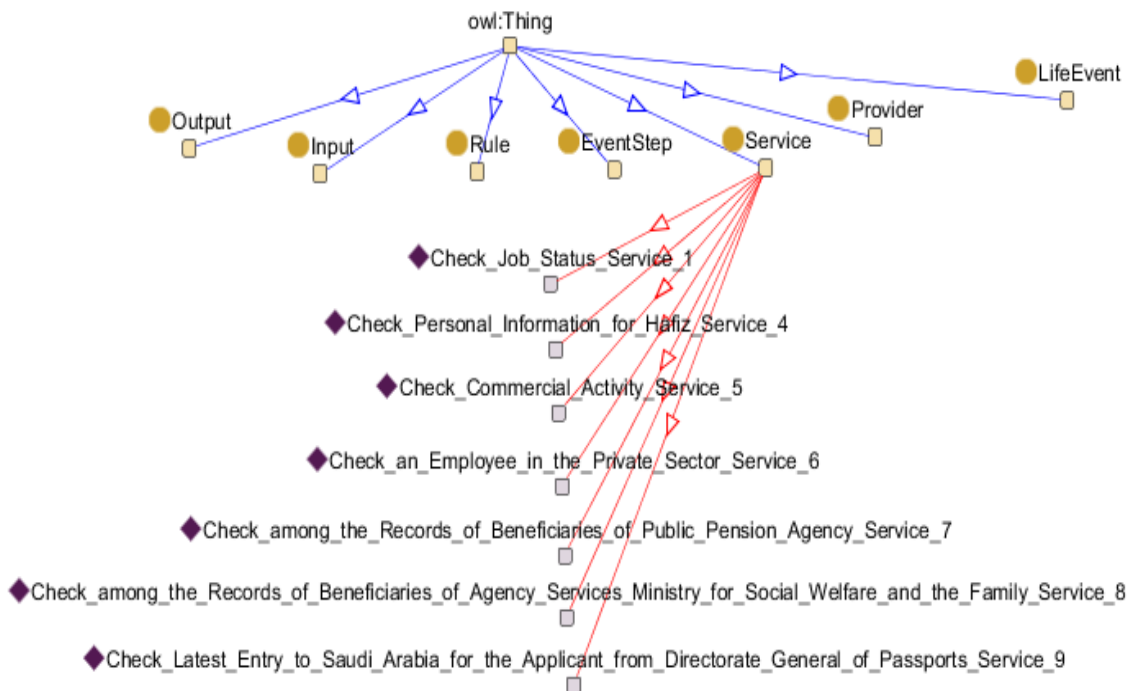 owl:Thing
LifeEvent
Provider
Output
Input
Rule
EventStep
Service
Check_Job_Status_Service_1
Check_Personal_Information_for_Hafiz_Service_4
Check_Commercial_Activity_Service_5
Check_an_Employee_in_the_Private_Sector_Service_6
Check_among_the_Records_of_Beneficiaries_of_Public_Pension_Agency_Service_7
Check_among_the_Records_of_Beneficiaries_of_Agency_Services_Ministry_for_Social_Welfare_and_the_Family_Service_8
Check_Latest_Entry_to_Saudi_Arabia_for_the_Applicant_from_Directorate_General_of_Passports_Service_9